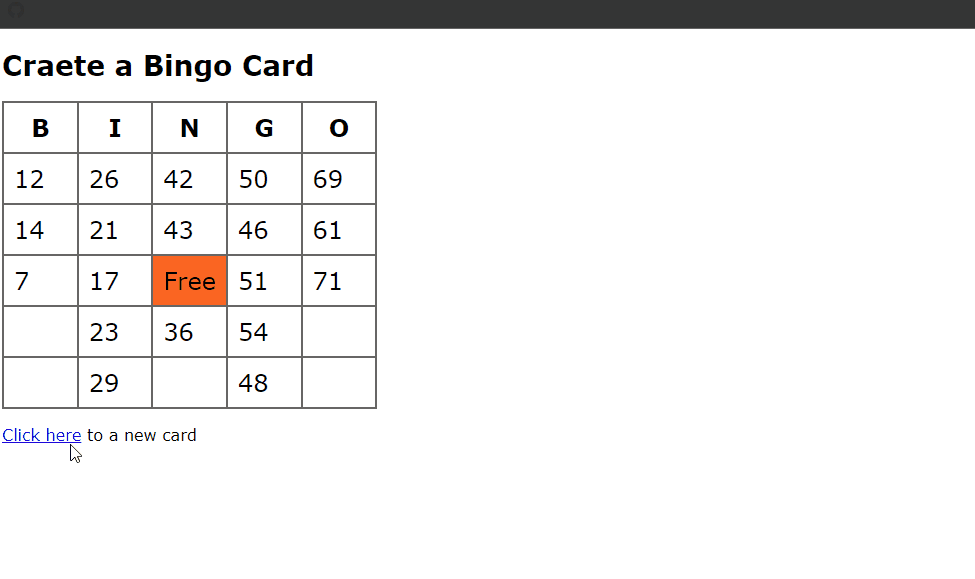 Craete a Bingo Card
B I N G O
12 26 42 50 69
14 21 43 46 61
7 17 Free 51 71
23 36 54
29 48
Click here to a new card